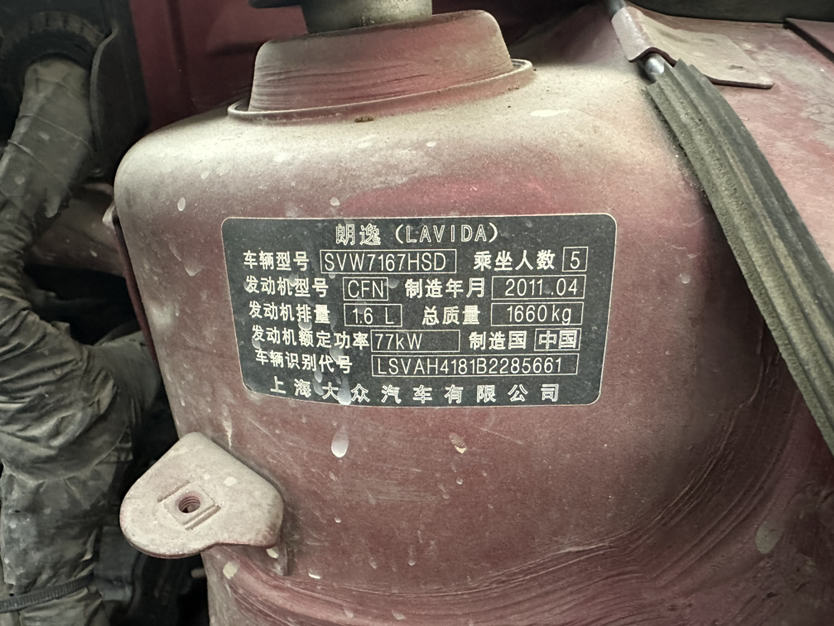 朗逸 (LAVIDA)
车辆型号 SVW7167HSD 乘坐人数 5
发动机型号 CFN 制造年月 2011.04
发动机排量 1.6 L 总质量 1660kg
发动机额定功率 77kW 制造国 中国
车辆识别代号 LSVAH4181B2285661
上海大众汽车有限公司